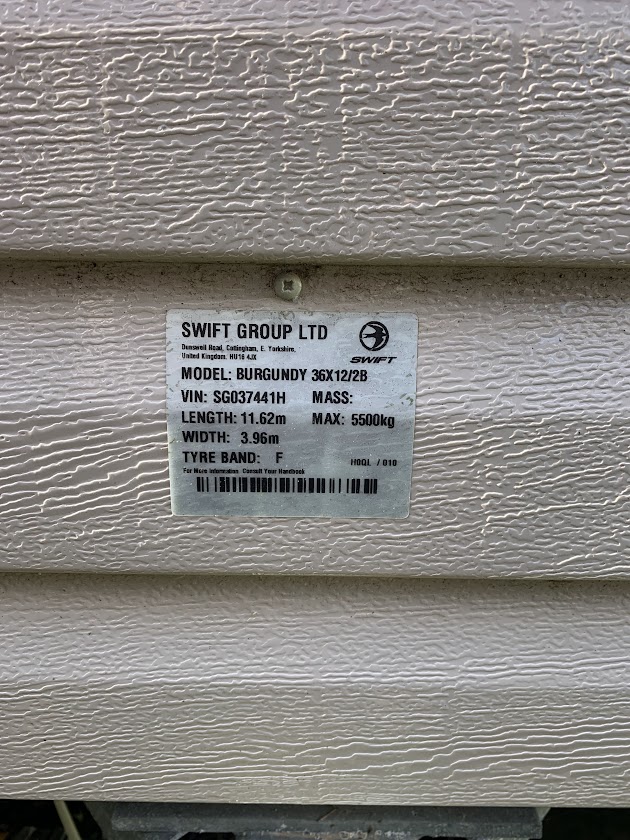 SWIFT GROUP LTD
SWIFT
Dunswell Road, Cottingham, E. Yorkshire,
United Kingdom. HU16 4JX
MODEL: BURGUNDY 36X12/2B
VIN: SG037441H MASS:
LENGTH: 11.62m MAX: 5500kg
WIDTH: 3.96m
TYRE BAND: F H0QL / 010
For More Information Consult Your Handbook